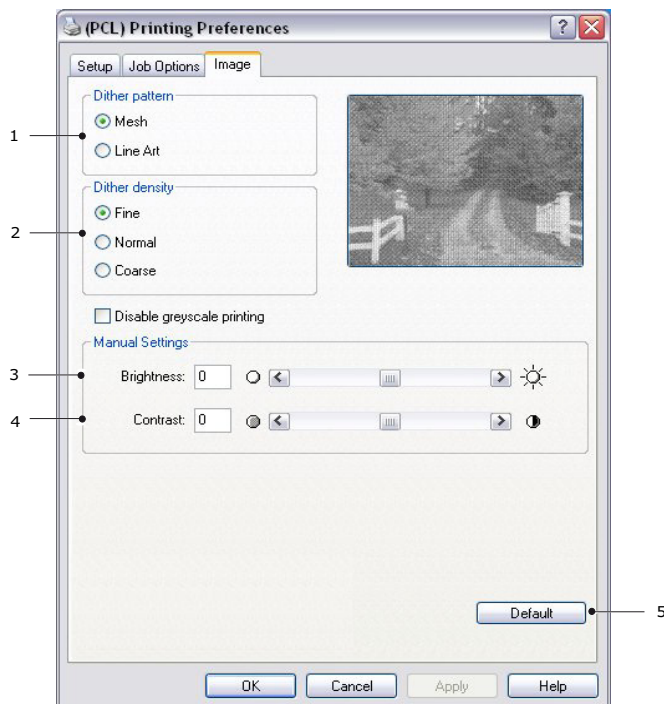 (PCL) Printing Preferences
Setup Job Options Image
Dither pattern
1
Mesh
Line Art
Dither density
2
Fine
Normal
Coarse
Disable greyscale printing
Manual Settings
3 Brightness: 0
4 Contrast: 0
Default 5
OK Cancel Apply Help